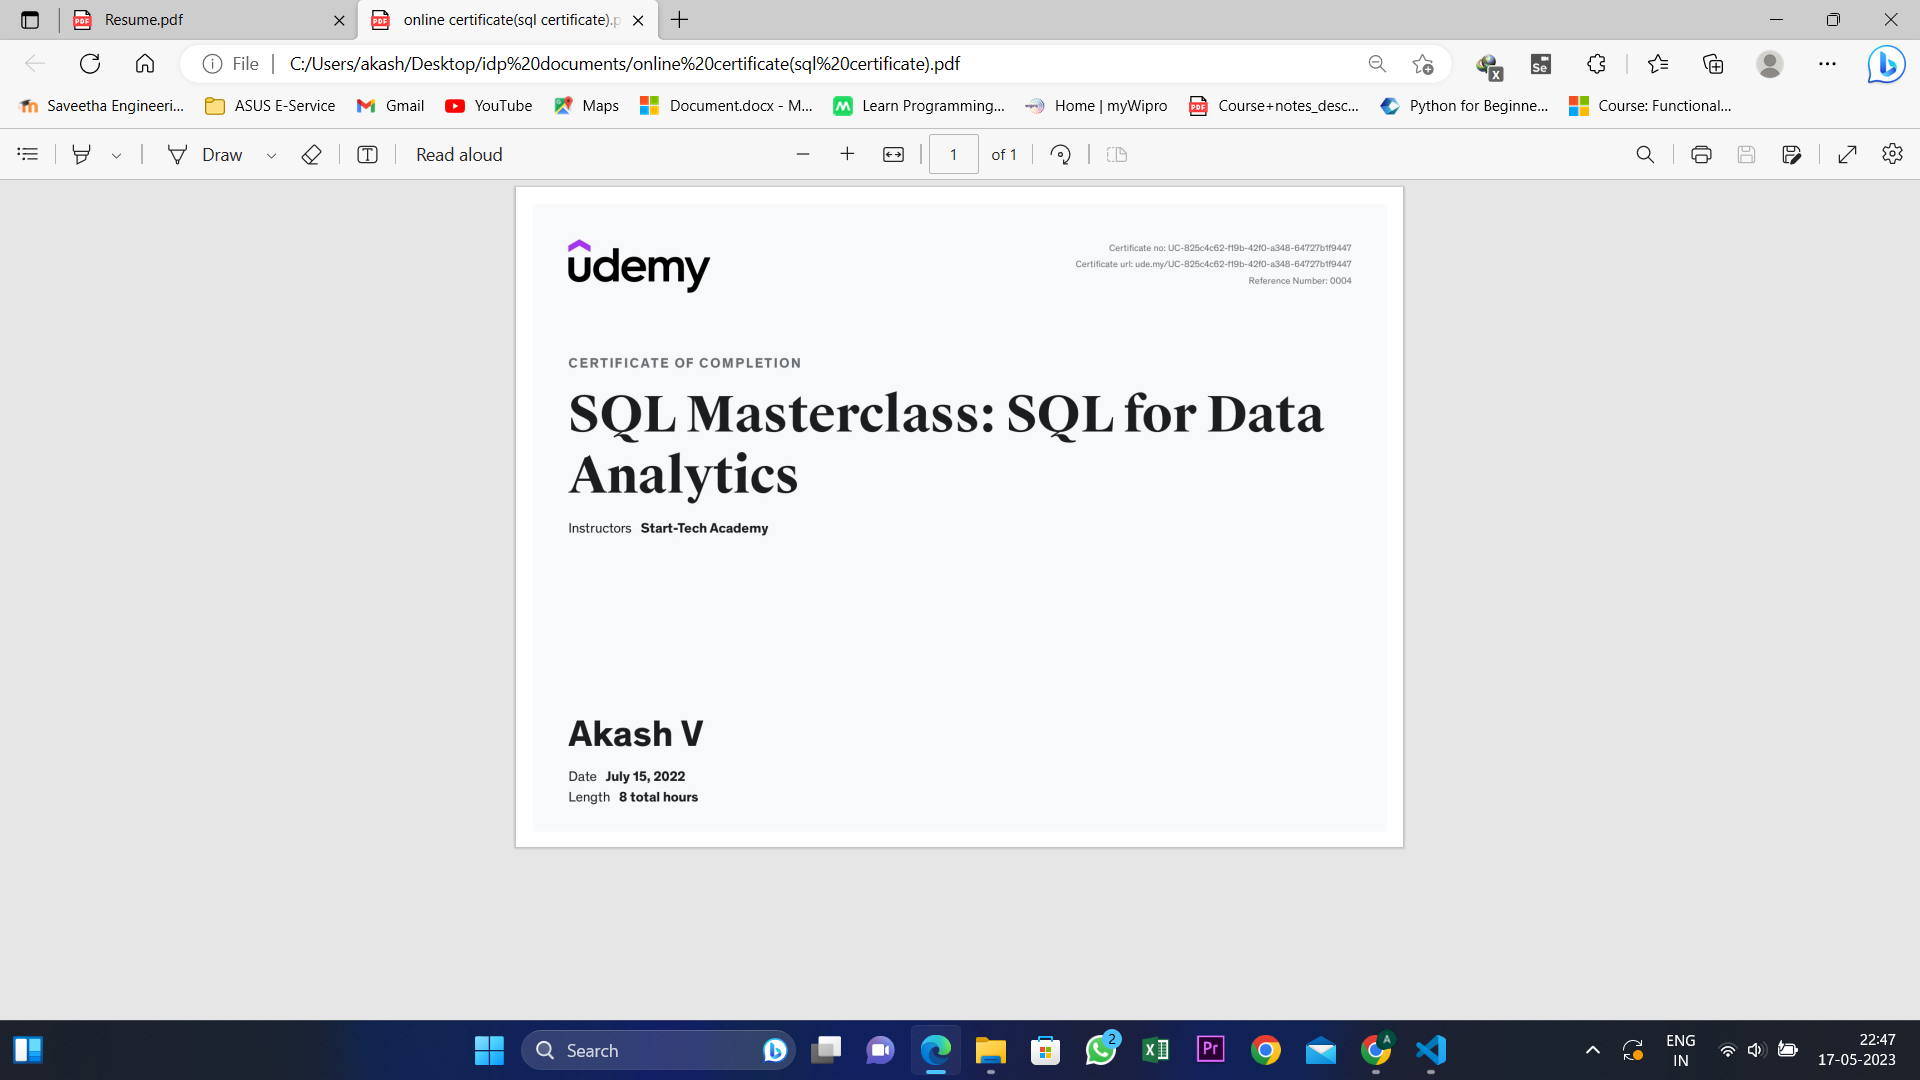 Resume.pdf
online certificate(sql certificate).p
File
C:/Users/akash/Desktop/idp%20documents/online%20certificate(sql%20certificate).pdf
Saveetha Engineeri...
ASUS E-Service
Gmail
YouTube
Maps
Document.docx - M...
Learn Programming...
Home | myWipro
Course+notes_desc...
Python for Beginne...
Course: Functional...
Draw
Read aloud
1
of 1
udemy
Certificate no: UC-825c4c62-f19b-42f0-a348-64727b1f9447
Certificate url: ude.my/UC-825c4c62-f19b-42f0-a348-64727b1f9447
Reference Number: 0004
CERTIFICATE OF COMPLETION
SQL Masterclass: SQL for Data
Analytics
Instructors Start-Tech Academy
Akash V
Date July 15, 2022
Length 8 total hours
Search
2
Pr
A
ENG
IN
22:47
17-05-2023